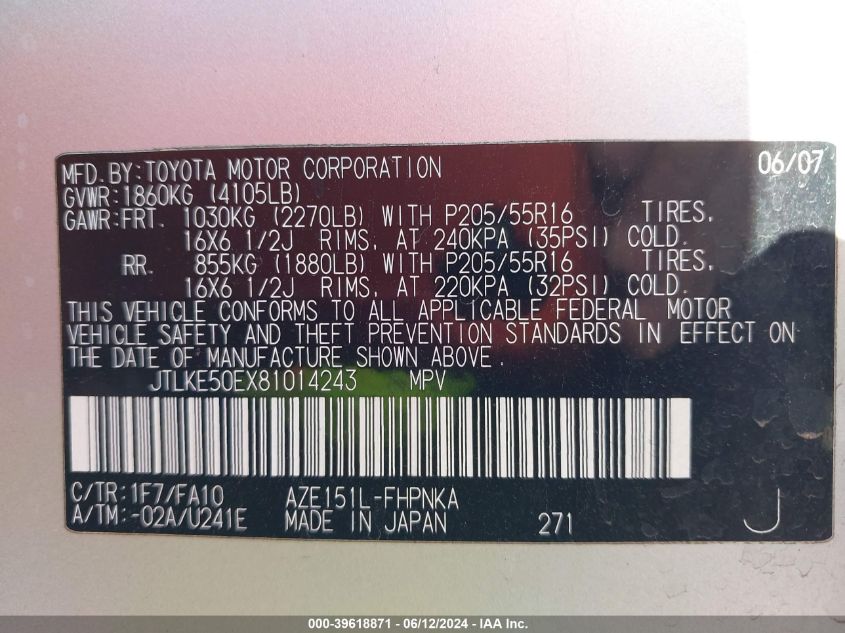 MFD.BY:TOYOTA MOTOR CORPORATION 06/07
GVWR:1860KG (4105LB)
GAWR:FRT. 1030KG (2270LB) WITH P205/55R16 TIRES,
16X6 1/2J RIMS, AT 240KPA (35PSI) COLD.
RR. 855KG (1880LB) WITH P205/55R16 TIRES,
16X6 1/2J RIMS, AT 220KPA (32PSI) COLD.
THIS VEHICLE CONFORMS TO ALL APPLICABLE FEDERAL MOTOR
VEHICLE SAFETY AND THEFT PREVENTION STANDARDS IN EFFECT ON
THE DATE OF MANUFACTURE SHOWN ABOVE.
JTLKE50EX81014243 MPV
C/TR:1F7/FA10 AZE151L-FHPNKA
A/TM:-02A/U241E MADE IN JAPAN 271 J
000-39618871 - 06/12/2024 - IAA Inc.